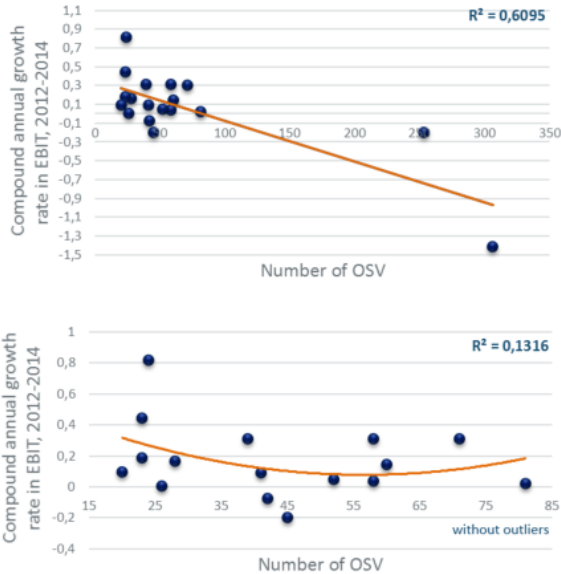 Compound annual growth
rate in EBIT, 2012-2014
1,1
0,9
0,7
0,5
0,3
0,1
-0,1
-0,3
-0,5
-0,7
-0,9
-1,1
-1,3
-1,5
0 50 100 150 200 250 300 350
R² = 0,6095
Number of OSV
Compound annual growth
rate in EBIT, 2012-2014
1
0,8
0,6
0,4
0,2
0
-0,2
-0,4
15 25 35 45 55 65 75 85
R² = 0,1316
without outliers
Number of OSV